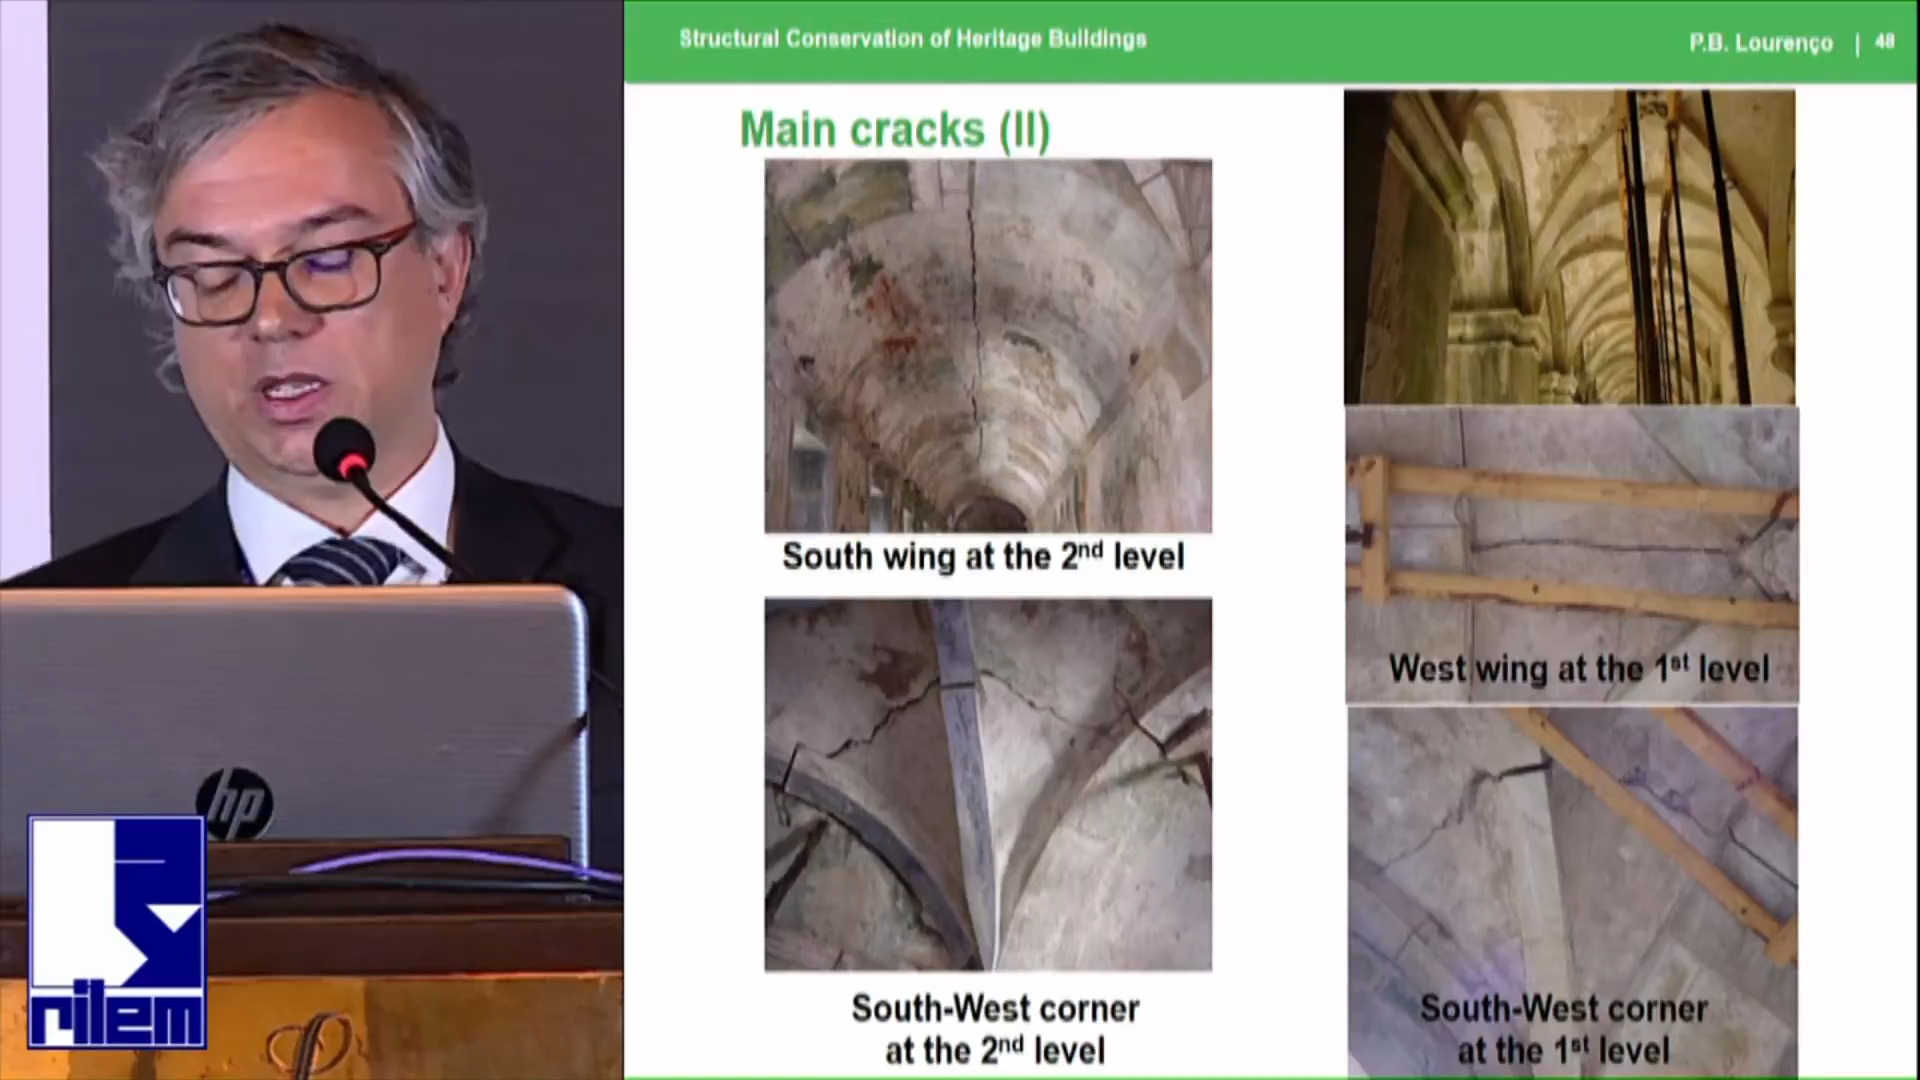 Structural Conservation of Heritage Buildings
P.B. Lourenço | 48
Main cracks (II)
South wing at the 2nd level
West wing at the 1st level
South-West corner
at the 2nd level
South-West corner
at the 1st level
hp
rilem